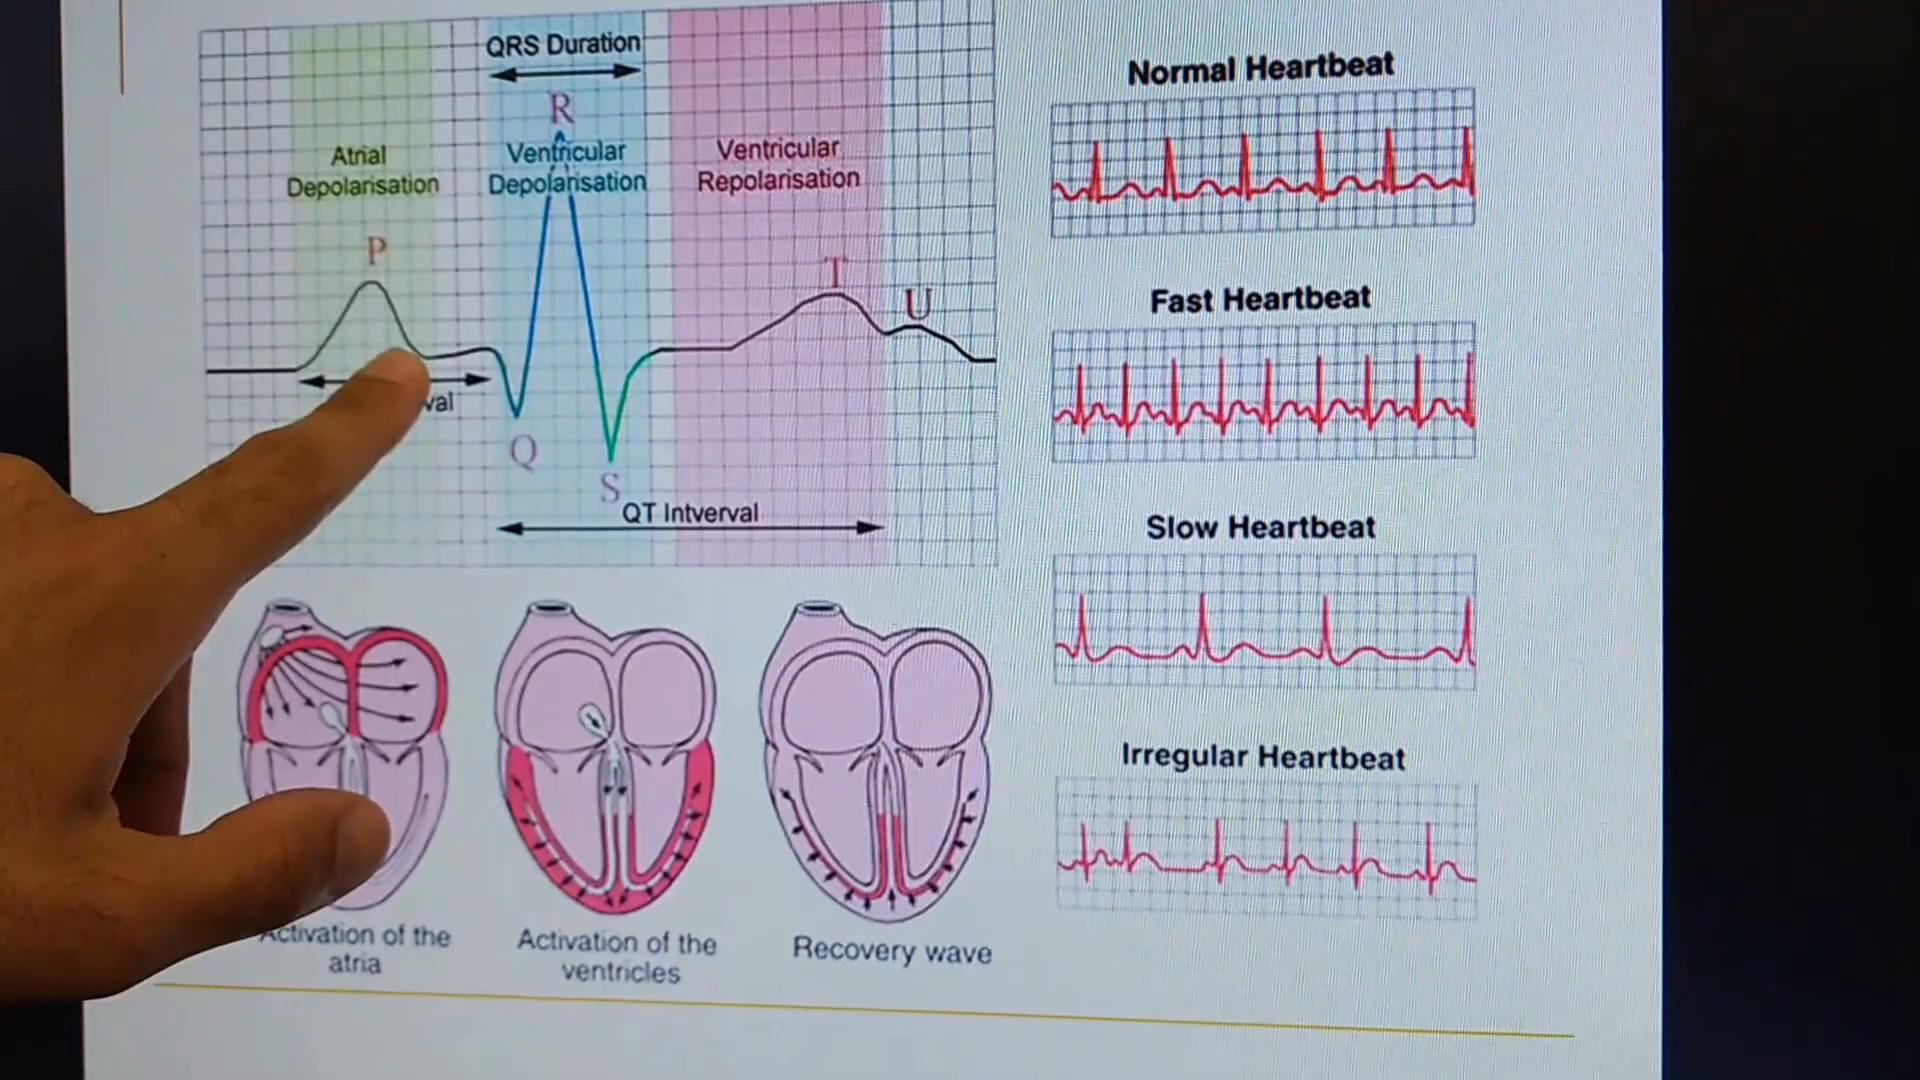 QRS Duration
R
Atrial
Depolarisation
Ventricular
Depolarisation
Ventricular
Repolarisation
P
T
U
Q
S
QT Intverval
Activation of the
atria
Activation of the
ventricles
Recovery wave
Normal Heartbeat
Fast Heartbeat
Slow Heartbeat
Irregular Heartbeat